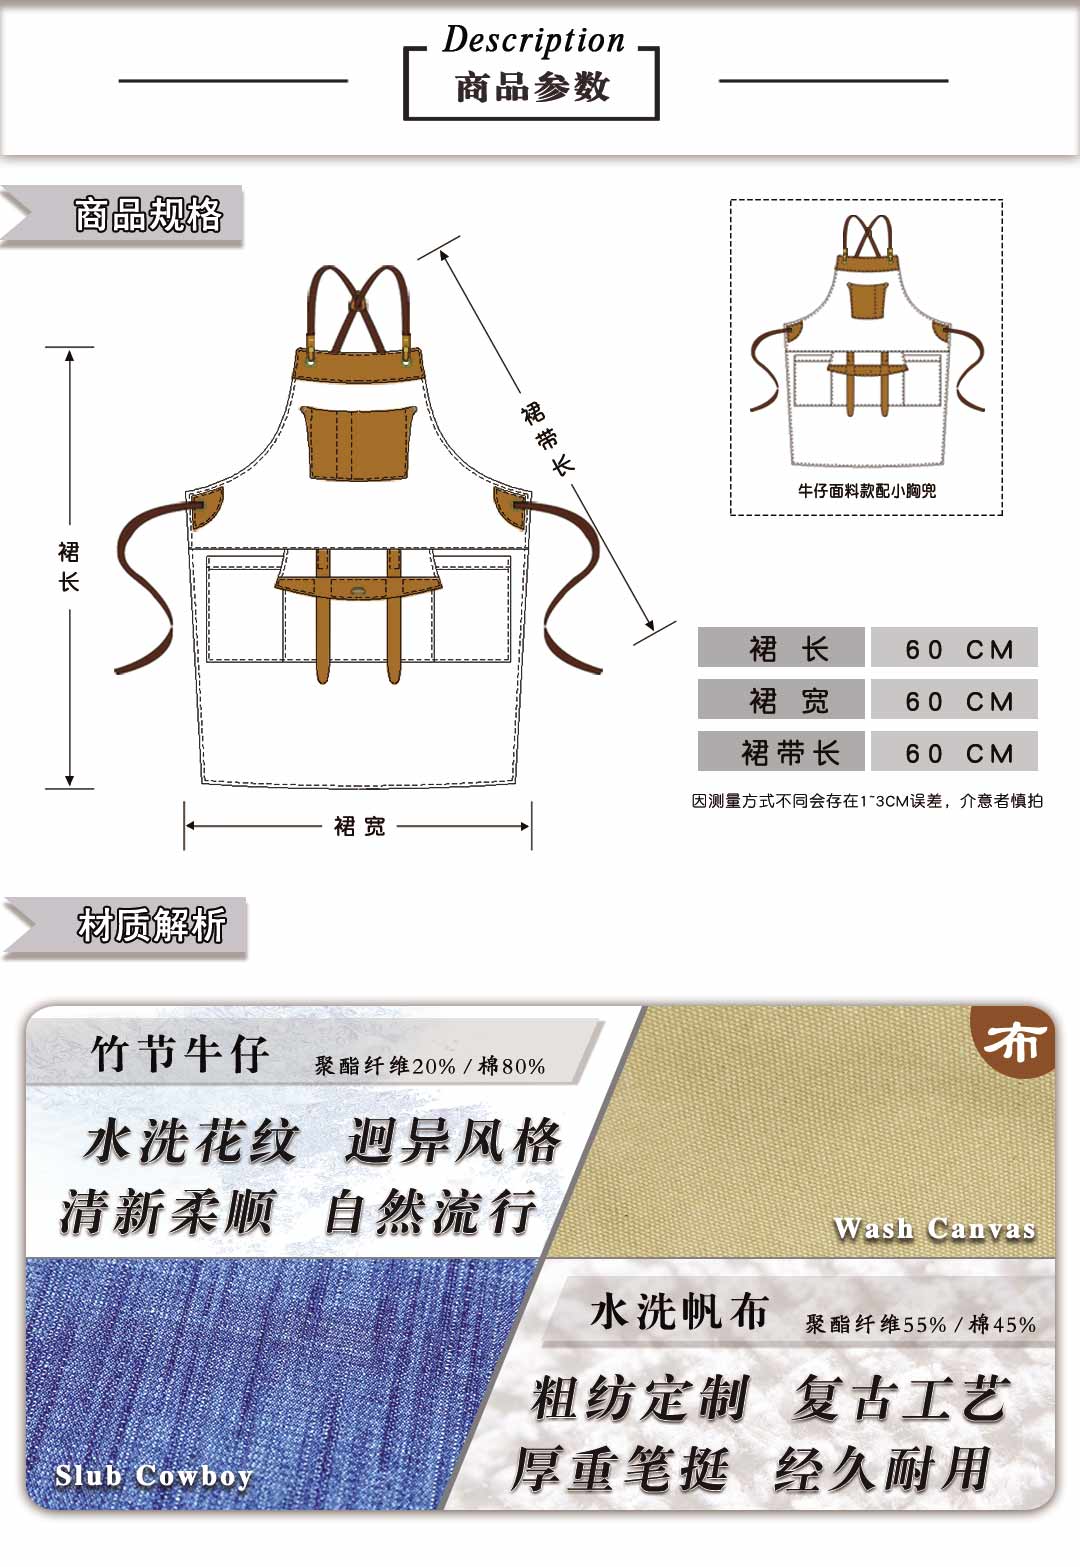 Description
商品参数
商品规格
裙带长
裙长
裙宽
牛仔面料款配小胸兜
裙 长 60 CM
裙 宽 60 CM
裙带长 60 CM
因测量方式不同会存在1~3CM误差，介意者慎拍
材质解析
竹节牛仔 聚酯纤维20% / 棉80%
水洗花纹 迥异风格
清新柔顺 自然流行
布
Wash Canvas
Slub Cowboy
水洗帆布 聚酯纤维55% / 棉45%
粗纺定制 复古工艺
厚重笔挺 经久耐用